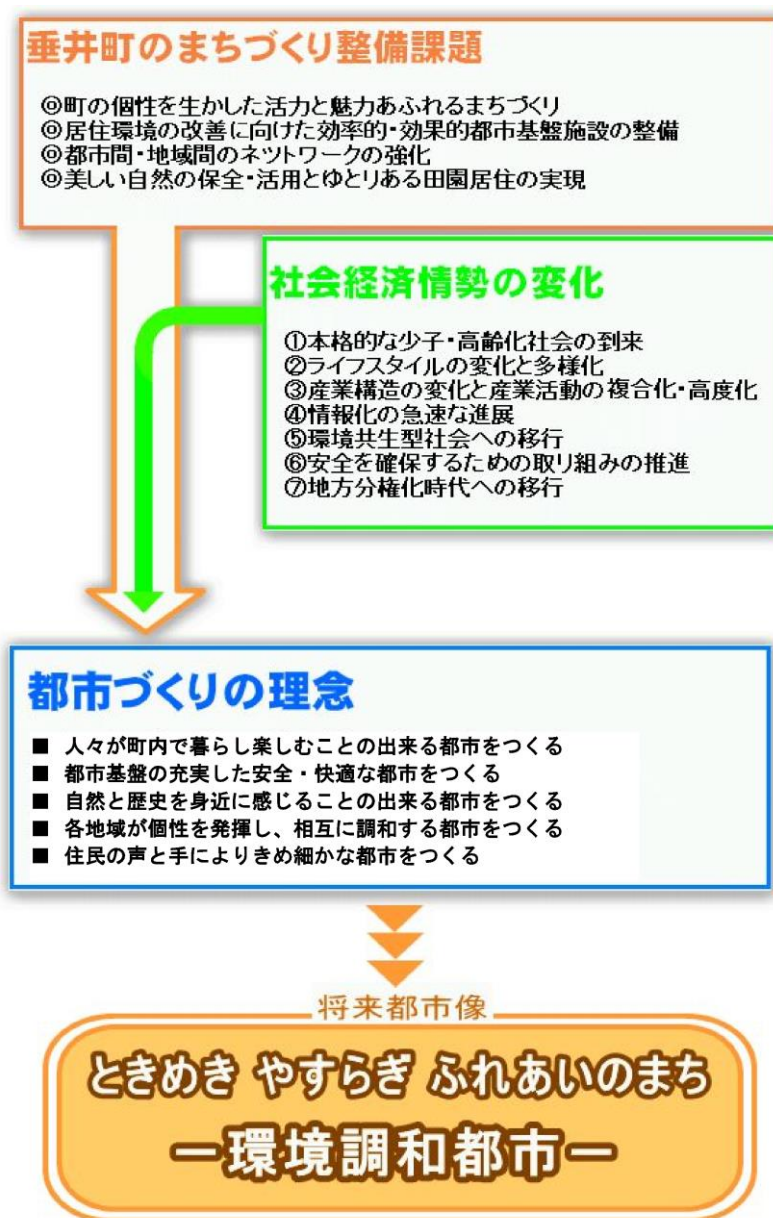 垂井町のまちづくり整備課題
◎町の個性を生かした活力と魅力あふれるまちづくり
◎居住環境の改善に向けた効率的・効果的都市基盤施設の整備
◎都市間・地域間のネットワークの強化
◎美しい自然の保全・活用とゆとりある田園居住の実現
社会経済情勢の変化
①本格的な少子・高齢化社会の到来
②ライフスタイルの変化と多様化
③産業構造の変化と産業活動の複合化・高度化
④情報化の急速な進展
⑤環境共生型社会への移行
⑥安全を確保するための取り組みの推進
⑦地方分権化時代への移行
都市づくりの理念
■ 人々が町内で暮らし楽しむことの出来る都市をつくる
■ 都市基盤の充実した安全・快適な都市をつくる
■ 自然と歴史を身近に感じることの出来る都市をつくる
■ 各地域が個性を発揮し、相互に調和する都市をつくる
■ 住民の声と手によりきめ細かな都市をつくる
将来都市像
ときめき やすらぎ ふれあいのまち
ー環境調和都市ー